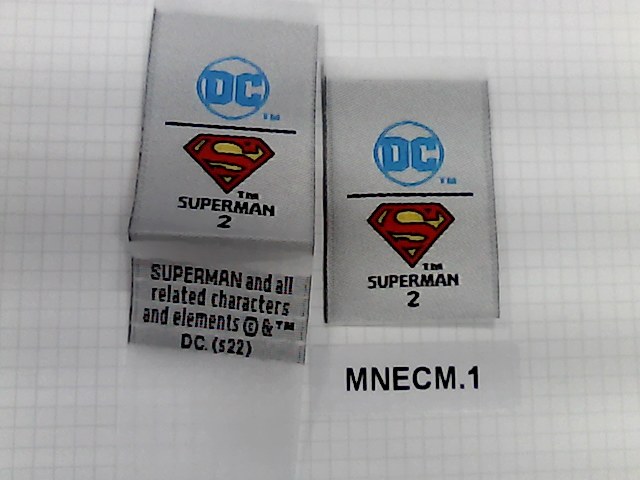 DC
TM
S
TM
SUPERMAN
2
SUPERMAN and all
related characters
and elements © & ™
DC. (s22)
DC
TM
S
TM
SUPERMAN
2
MNECM.1